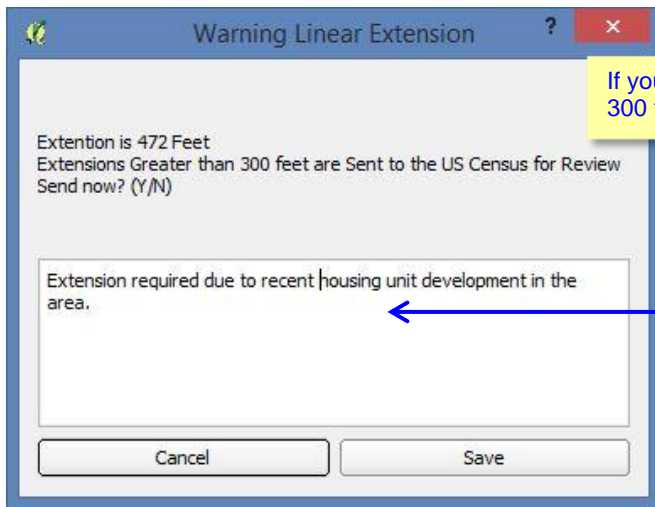 Warning Linear Extension
?
If you
300
Extention is 472 Feet
Extensions Greater than 300 feet are Sent to the US Census for Review
Send now? (Y/N)
Extension required due to recent housing unit development in the
area.
Cancel
Save